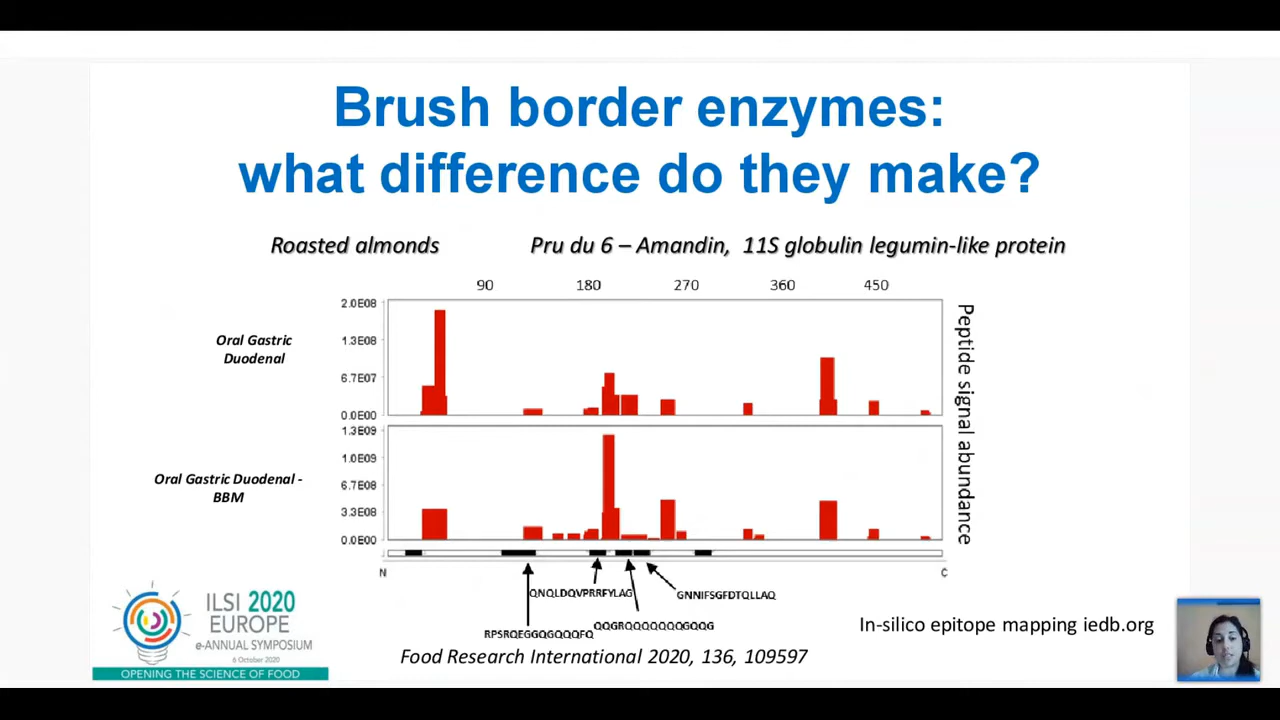 Brush border enzymes:
what difference do they make?
Roasted almonds
Pru du 6 – Amandin, 11S globulin legumin-like protein
90 180 270 360 450
2.0E08
1.3E08
6.7E07
0.0E00
Oral Gastric
Duodenal
1.3E09
1.0E09
6.7E08
3.3E08
0.0E00
Oral Gastric Duodenal -
BBM
Peptide signal abundance
N
C
QNQLDQVPRRFYLAG
GNNIFSGFDTQLLAQ
QQGRQQQQQQQGQQG
RPSRQEGGQGQQQFQ
In-silico epitope mapping iedb.org
Food Research International 2020, 136, 109597
ILSI 2020
EUROPE
e-ANNUAL SYMPOSIUM
6 October 2020
OPENING THE SCIENCE OF FOOD